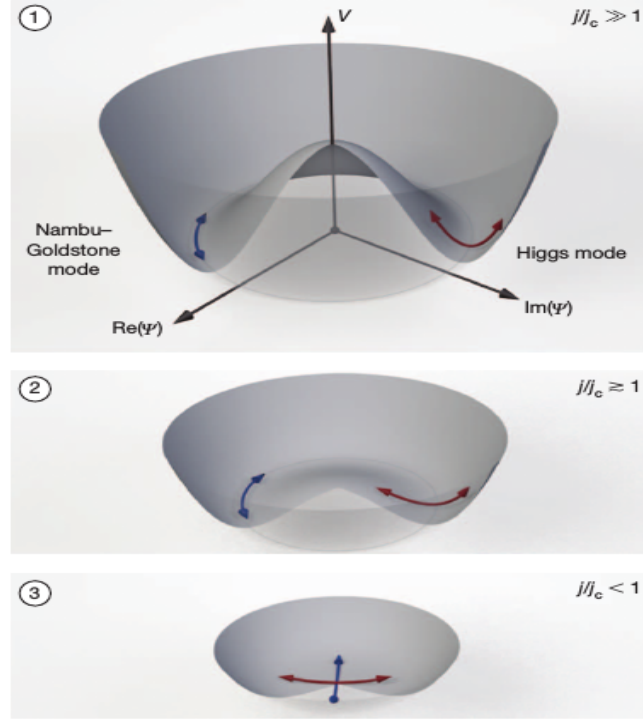 1
V
j/jc ≫ 1
Nambu–
Goldstone
mode
Higgs mode
Re(Ψ)
Im(Ψ)
2
j/jc ≳ 1
3
j/jc < 1